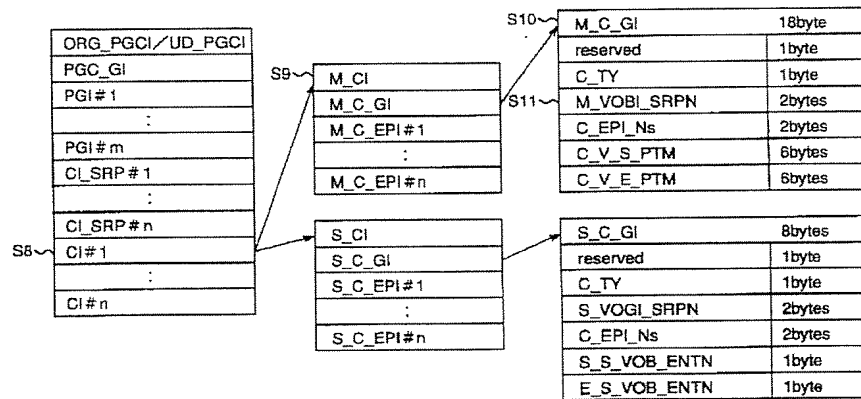 ORG_PGCI/UD_PGCI
PGC_GI
PGI#1
:
PGI#m
CI_SRP#1
:
CI_SRP#n
S8
CI#1
:
CI#n
S9
M_CI
M_C_GI
M_C_EPI#1
:
M_C_EPI#n
S_CI
S_C_GI
S_C_EPI#1
:
S_C_EPI#n
S10
M_C_GI 18byte
reserved 1byte
C_TY 1byte
S11
M_VOBI_SRPN 2bytes
C_EPI_Ns 2bytes
C_V_S_PTM 6bytes
C_V_E_PTM 6bytes
S_C_GI 8bytes
reserved 1byte
C_TY 1byte
S_VOGI_SRPN 2bytes
C_EPI_Ns 2bytes
S_S_VOB_ENTN 1byte
E_S_VOB_ENTN 1byte